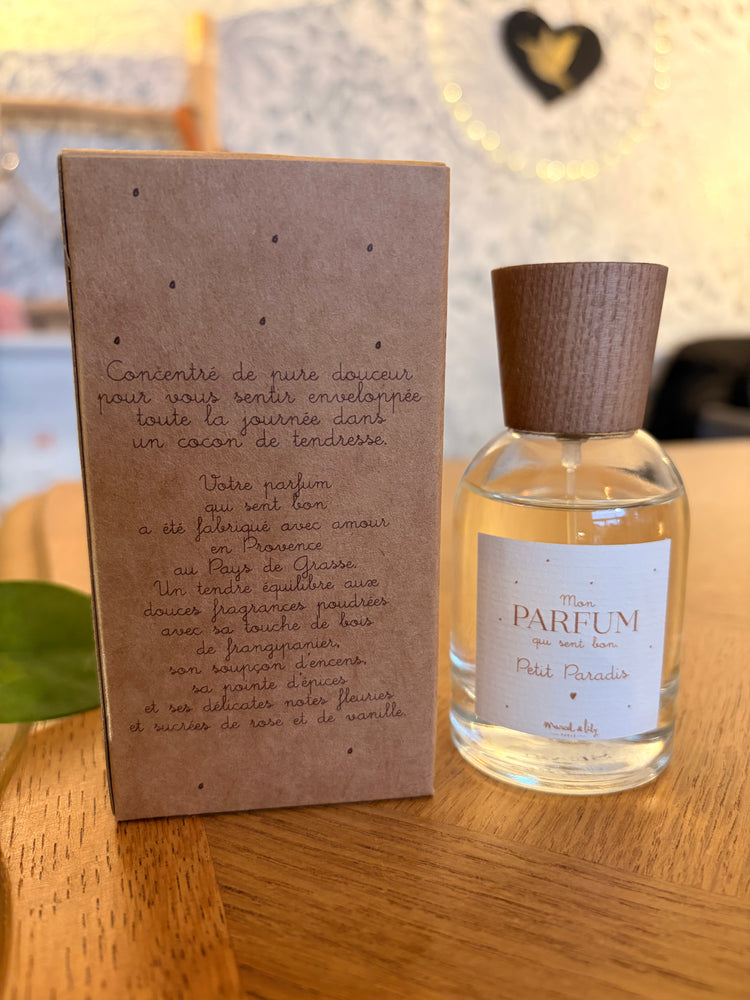 Concentré de pure douceur
pour vous sentir enveloppée
toute la journée dans
un cocon de tendresse.
Votre parfum
qui sent bon
a été fabriqué avec amour
en Provence
au Pays de Grasse.
Un tendre équilibre aux
douces fragrances poudrées
avec sa touche de bois
de frangipanier,
son soupçon d'encens,
sa pointe d'épices
et ses délicates notes fleuries
et sucrées de rose et de vanille.
Mon
PARFUM
qui sent bon
Petit Paradis
marcel & lily
PARIS